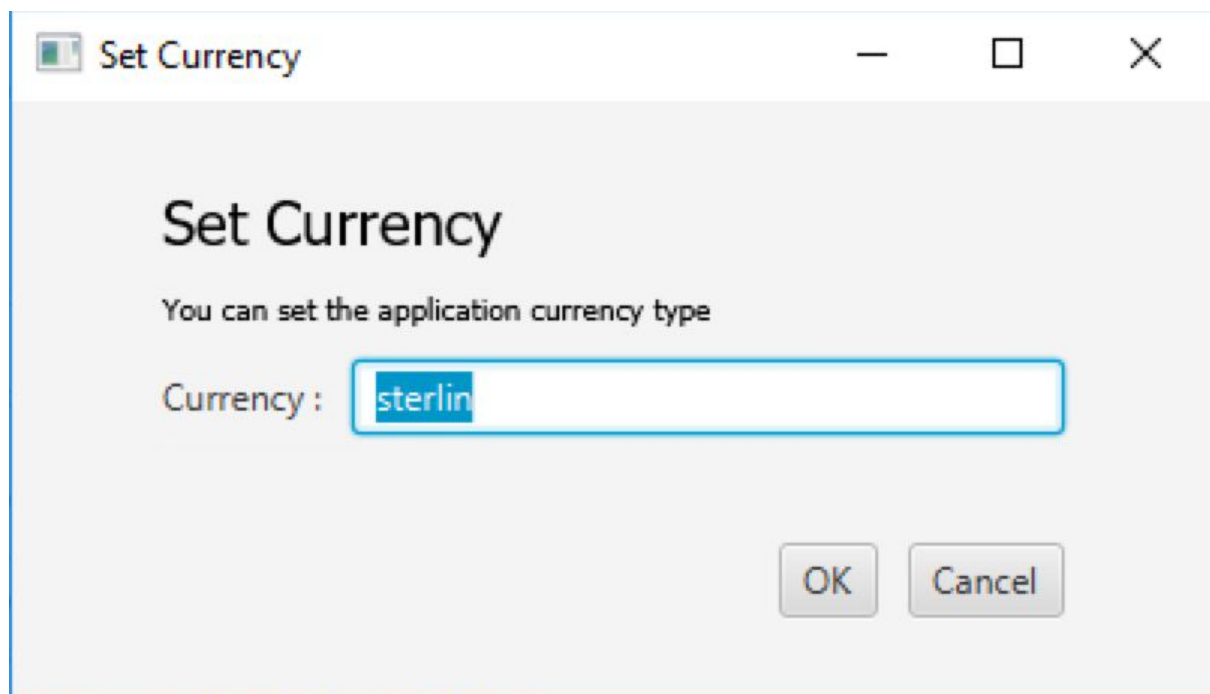 Set Currency
Set Currency
You can set the application currency type
Currency : sterlin
OK Cancel